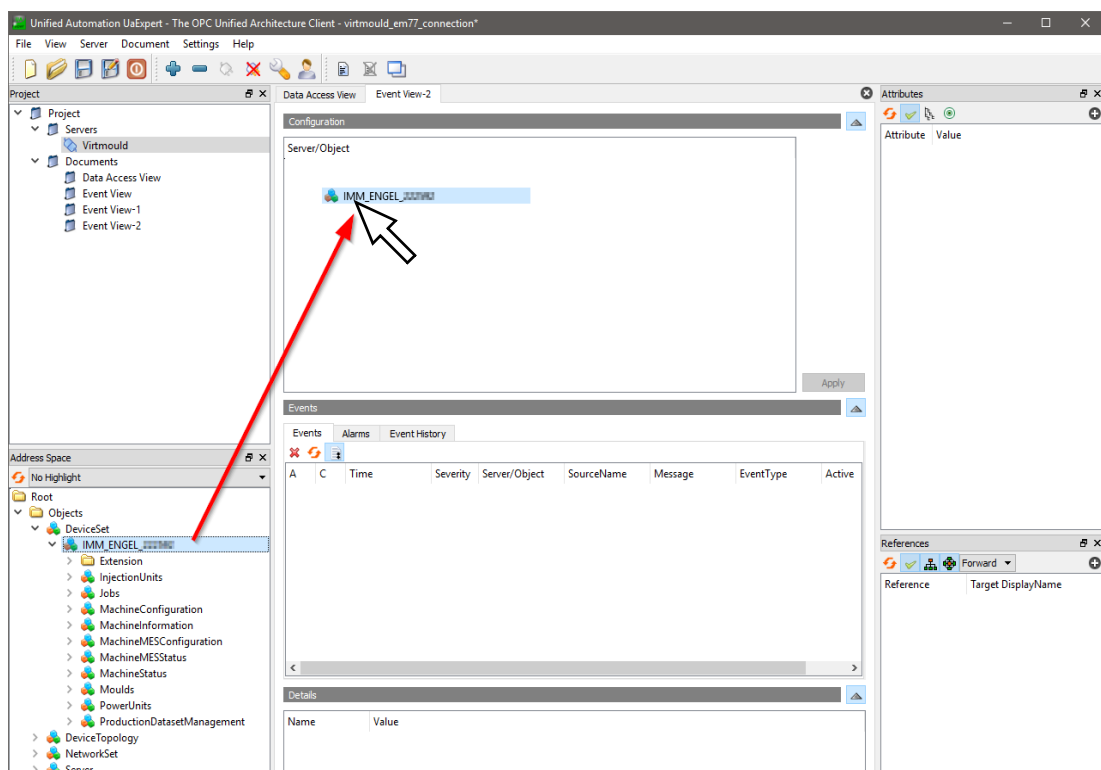 Unified Automation UaExpert - The OPC Unified Architecture Client - virtmould_em77_connection*
File View Server Document Settings Help
Project
Project
Servers
Virtmould
Documents
Data Access View
Event View
Event View-1
Event View-2
Data Access View Event View-2
Configuration
Server/Object
IMM_ENGEL_
Apply
Events
Events Alarms Event History
A C Time Severity Server/Object SourceName Message EventType Active
Details
Name Value
Address Space
No Highlight
Root
Objects
DeviceSet
IMM_ENGEL_
Extension
InjectionUnits
Jobs
MachineConfiguration
MachineInformation
MachineMESConfiguration
MachineMESStatus
MachineStatus
Moulds
PowerUnits
ProductionDatasetManagement
DeviceTopology
NetworkSet
Server
Attributes
Attribute Value
References
Forward
Reference Target DisplayName